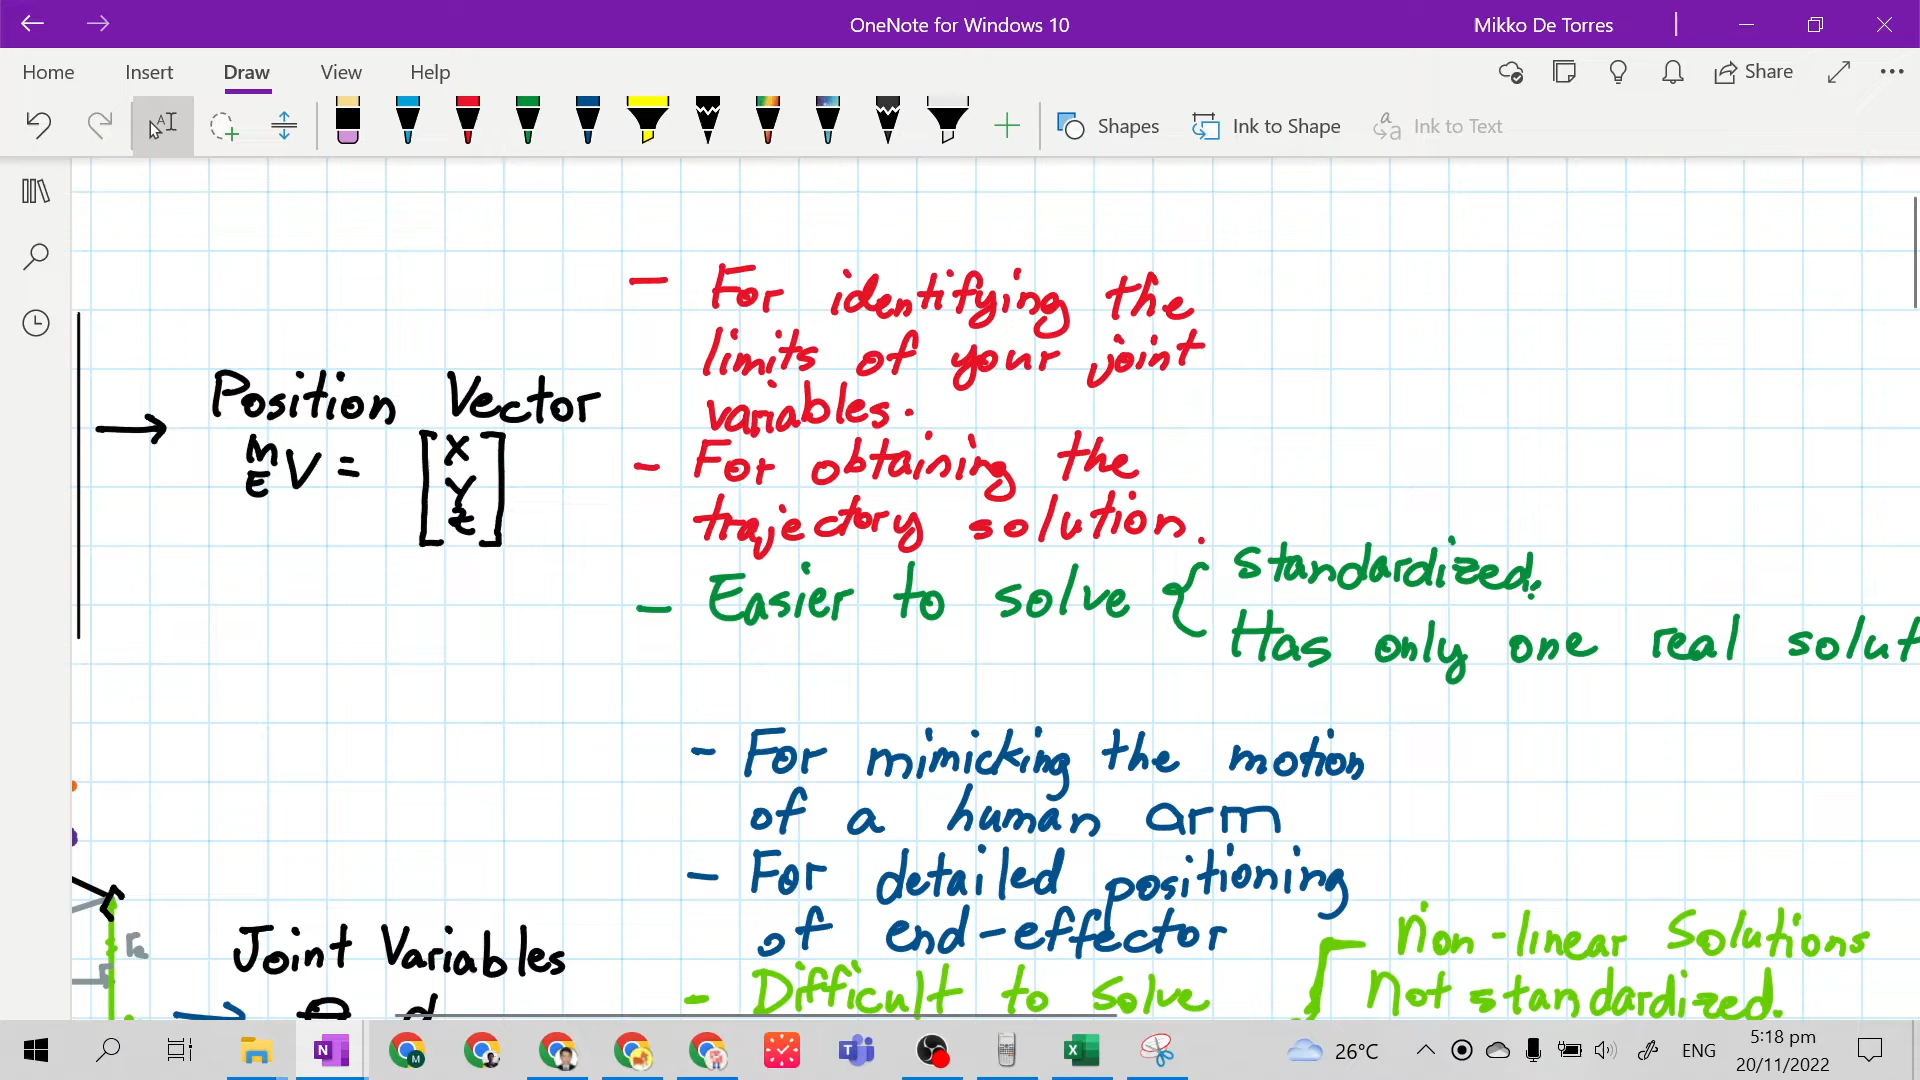 OneNote for Windows 10
Mikko De Torres
Home Insert Draw View Help
Share
Shapes
Ink to Shape
Ink to Text
- For identifying the
limits of your joint
variables.
Position Vector
M
E V = [X
Y
z]
- For obtaining the
trajectory solution.
- Easier to solve { standardized.
Has only one real solut
- For mimicking the motion
of a human arm
- For detailed positioning
of end-effector
Joint Variables
θ d
- Difficult to solve
Non-linear Solutions
Not standardized.
26°C
ENG
5:18 pm
20/11/2022